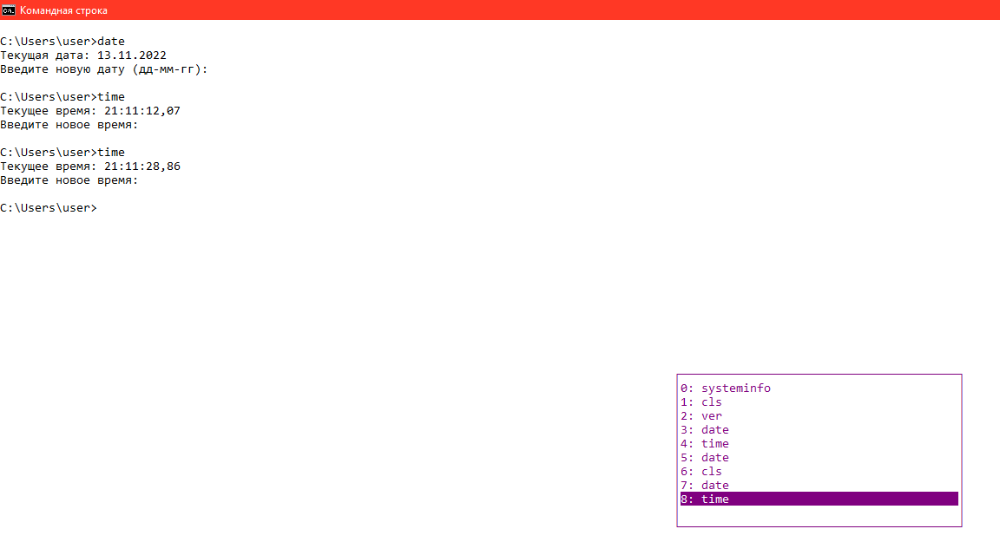 Командная строка
C:\Users\user>date
Текущая дата: 13.11.2022
Введите новую дату (дд-мм-гг):
C:\Users\user>time
Текущее время: 21:11:12,07
Введите новое время:
C:\Users\user>time
Текущее время: 21:11:28,86
Введите новое время:
C:\Users\user>
0: systeminfo
1: cls
2: ver
3: date
4: time
5: date
6: cls
7: date
8: time